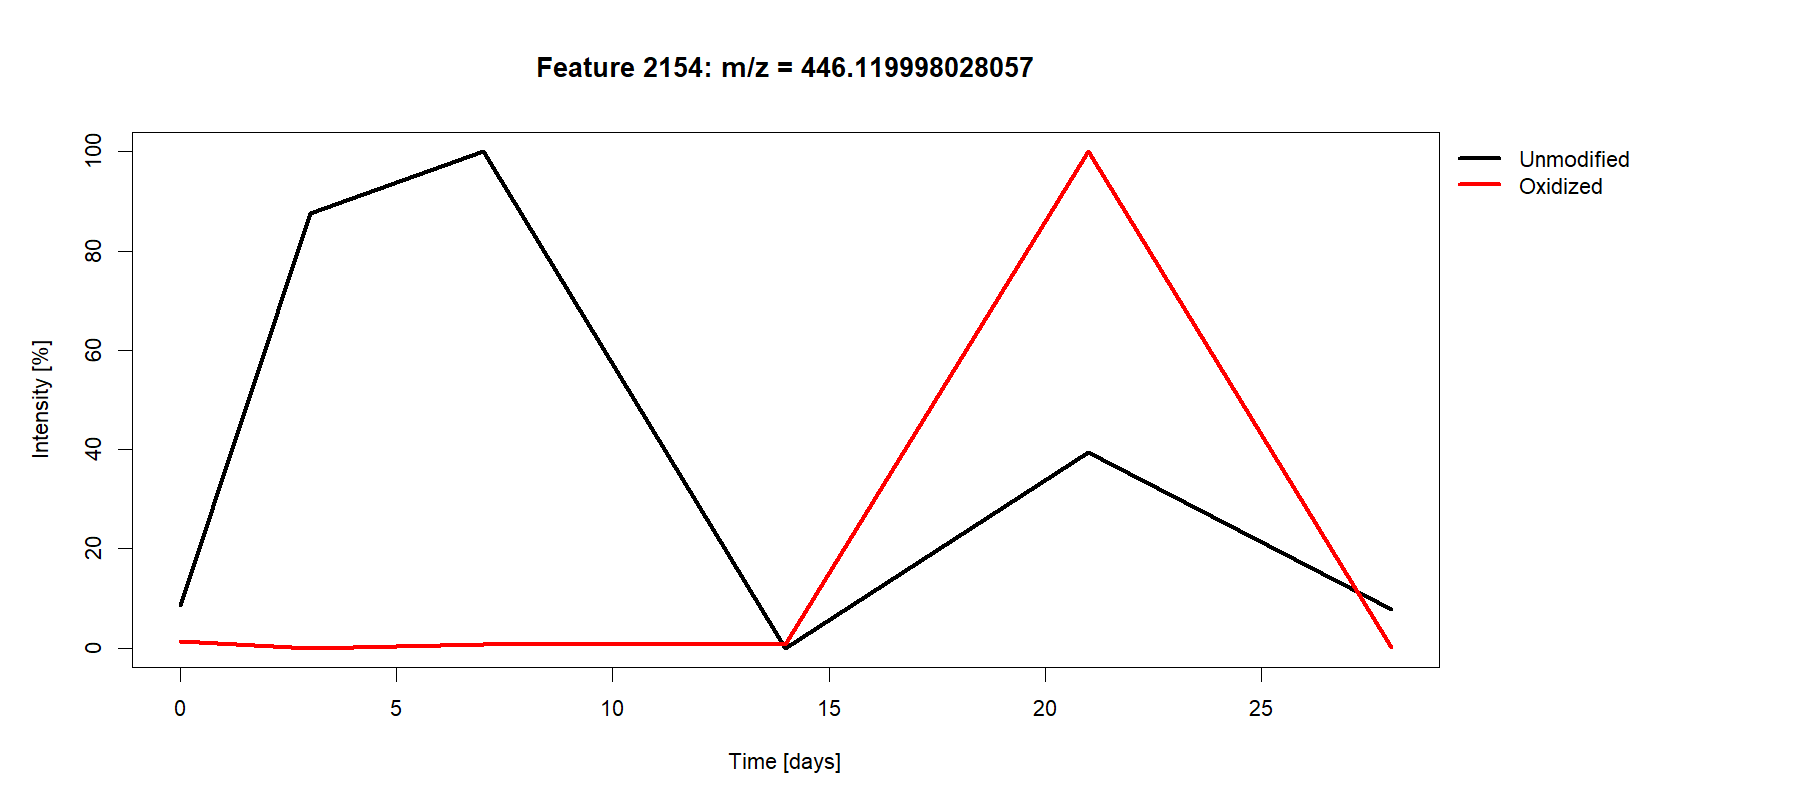 Feature 2154: m/z = 446.119998028057
Unmodified
Oxidized
Intensity [%]
100
80
60
40
20
0
0 5 10 15 20 25
Time [days]